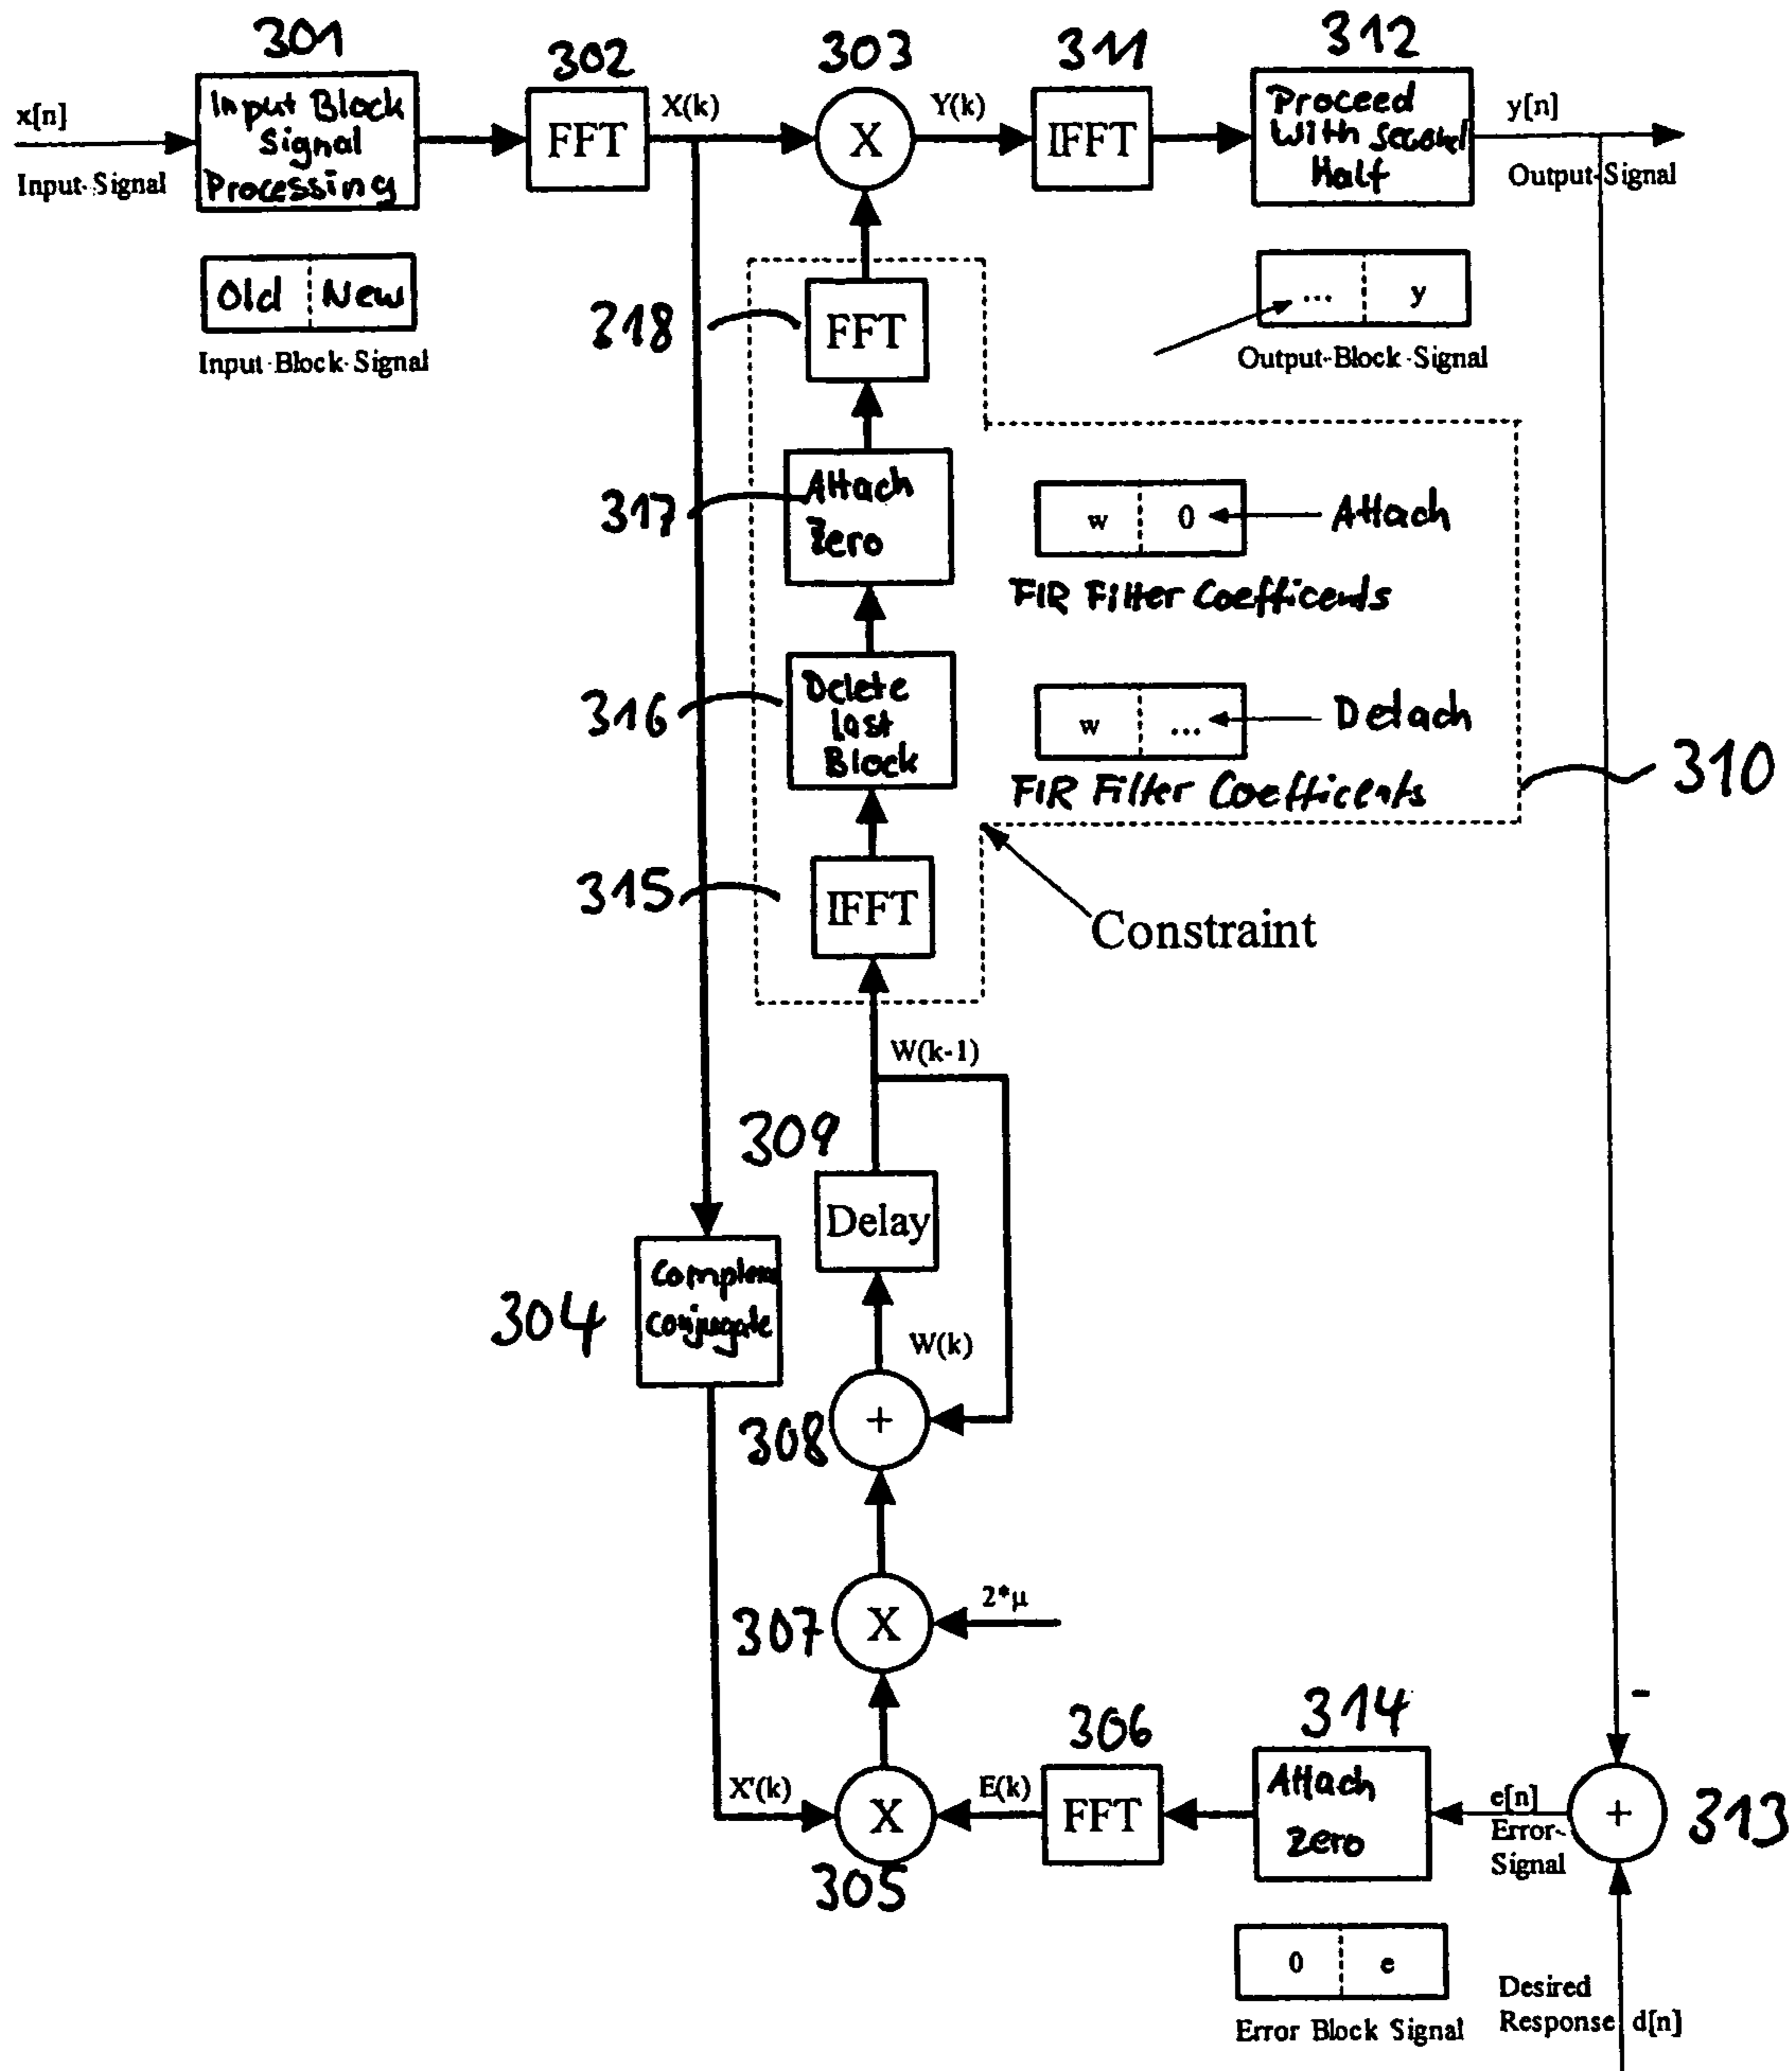 301
302
303
311
312
x[n]
Input-Signal
Input Block
Signal
Processing
FFT
X(k)
X
Y(k)
IFFT
Proceed
With second
Half
y[n]
Output-Signal
Old
New
Input-Block-Signal
...
y
Output-Block-Signal
318
FFT
317
Attach
Zero
w
0
Attach
FIR Filter Coefficents
316
Delete
last
Block
w
...
Detach
FIR Filter Coefficents
310
315
IFFT
Constraint
W(k-1)
309
Delay
304
Complex
conjugate
W(k)
308
+
307
X
2*μ
306
314
-
X'(k)
X
305
E(k)
FFT
Attach
zero
e[n]
Error-
Signal
+
313
0
e
Error Block Signal
Desired
Response d[n]